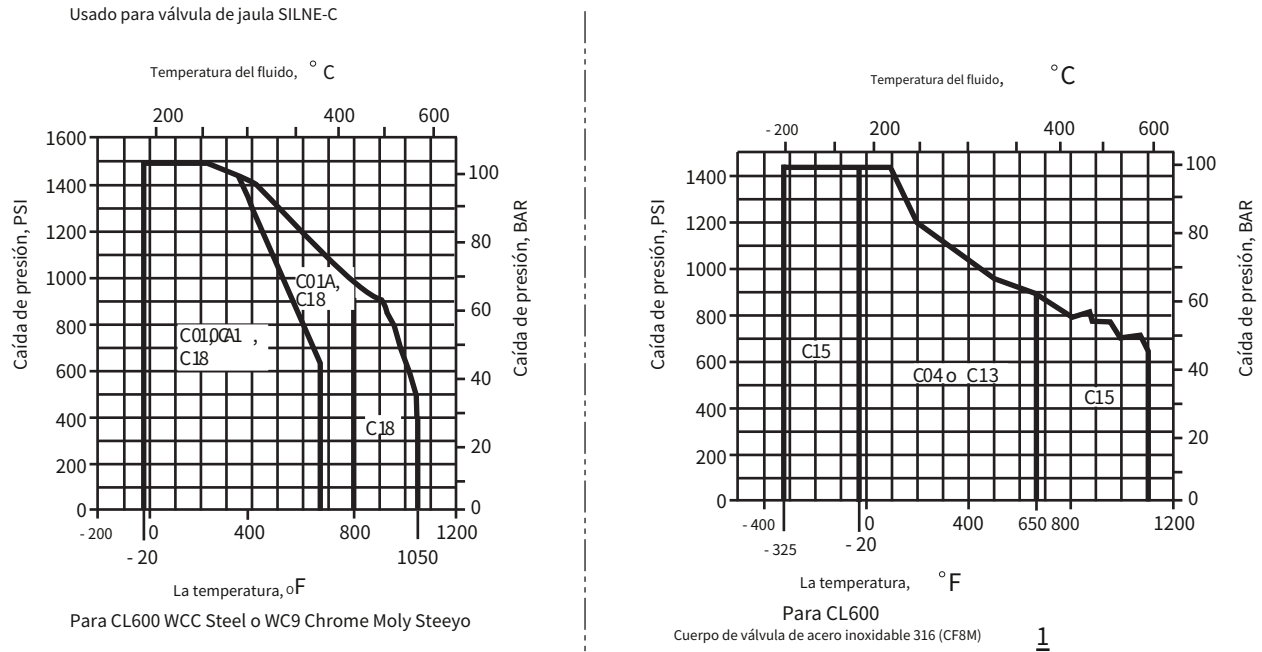 Usado para válvula de jaula SILNE-C
Temperatura del fluido, °C
200 400 600
1600
1400
1200
1000
800
600
400
200
0
Caída de presión, PSI
100
80
60
40
20
0
Caída de presión, BAR
C01A,
C18
C18
C18
- 200 0 400 800 1200
- 20 1050
La temperatura, oF
Para CL600 WCC Steel o WC9 Chrome Moly Steeyo
Temperatura del fluido, °C
- 200 200 400 600
1400
1200
1000
800
600
400
200
0
Caída de presión, PSI
100
80
60
40
20
0
Caída de presión, BAR
C15
C04 o C13
C15
- 400 0 400 650 800 1200
- 325 - 20
La temperatura, °F
Para CL600
Cuerpo de válvula de acero inoxidable 316 (CF8M) 1